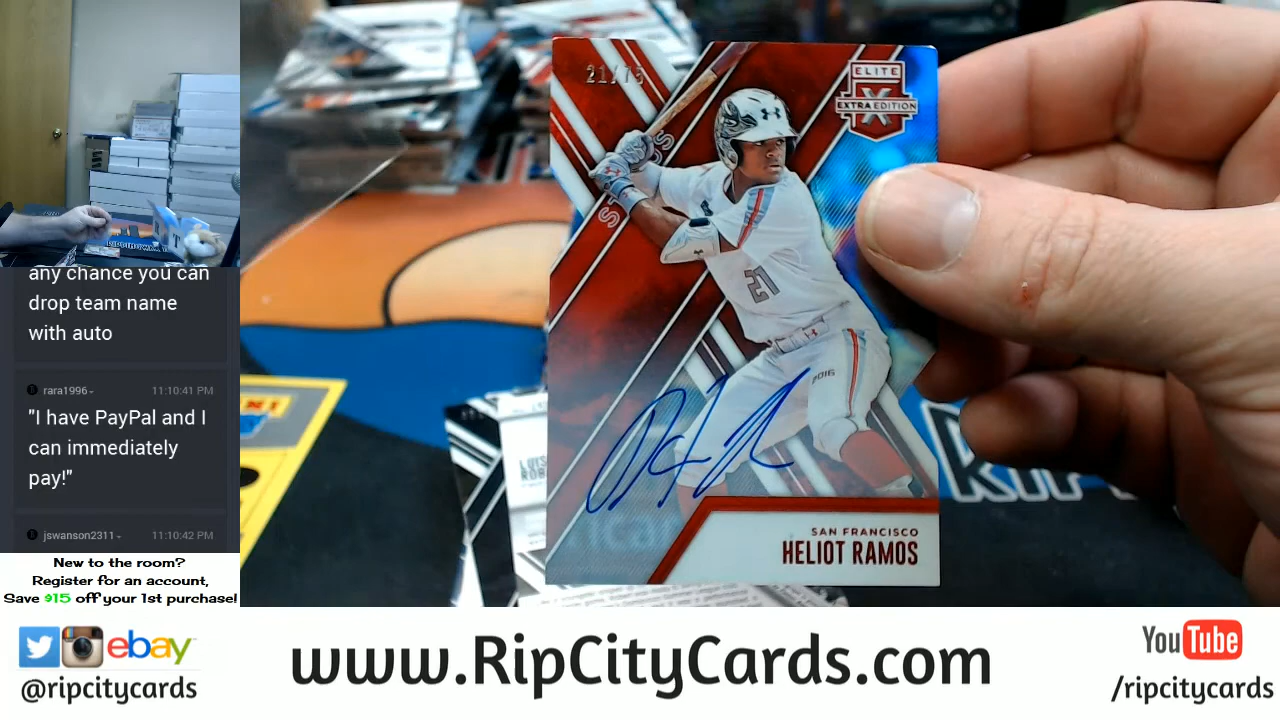 any chance you can
drop team name
with auto
rara1996
11:10:41 PM
"I have PayPal and I
can immediately
pay!"
jswanson2311
11:10:42 PM
New to the room?
Register for an account,
Save $15 off your 1st purchase!
21/75
ELITE
X
EXTRA EDITION
21
2016
SAN FRANCISCO
HELIOT RAMOS
ebay
@ripcitycards
www.RipCityCards.com
YouTube
/ripcitycards